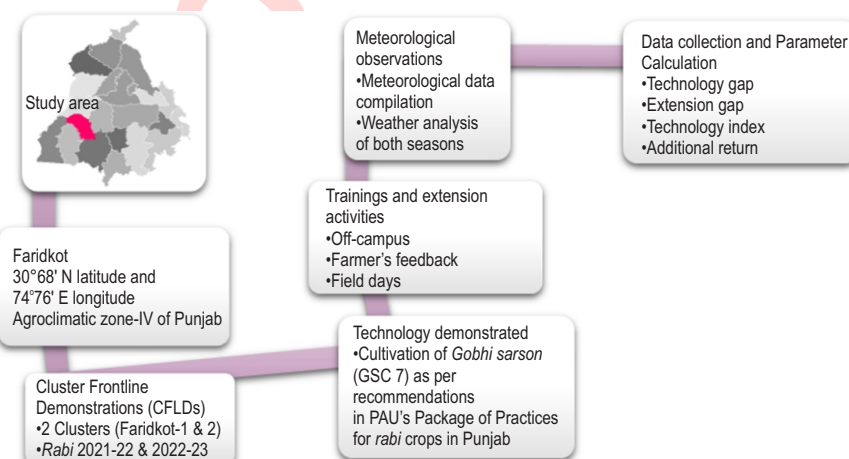 Study area
Faridkot
30°68' N latitude and
74°76' E longitude
Agroclimatic zone-IV of Punjab
Cluster Frontline
Demonstrations (CFLDs)
•2 Clusters (Faridkot-1 & 2)
•Rabi 2021-22 & 2022-23
Technology demonstrated
•Cultivation of Gobhi sarson
(GSC 7) as per
recommendations
in PAU's Package of Practices
for rabi crops in Punjab
Trainings and extension
activities
•Off-campus
•Farmer's feedback
•Field days
Meteorological
observations
•Meteorological data
compilation
•Weather analysis
of both seasons
Data collection and Parameter
Calculation
•Technology gap
•Extension gap
•Technology index
•Additional return